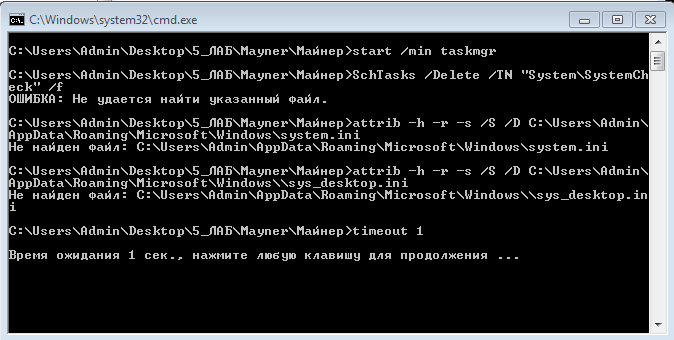 C:\Windows\system32\cmd.exe
C:\Users\Admin\Desktop\5_ЛАБ\Mayner\Майнер>start /min taskmgr
C:\Users\Admin\Desktop\5_ЛАБ\Mayner\Майнер>SchTasks /Delete /TN "System\SystemCh
eck" /f
ОШИБКА: Не удается найти указанный файл.
C:\Users\Admin\Desktop\5_ЛАБ\Mayner\Майнер>attrib -h -r -s /S /D C:\Users\Admin\
AppData\Roaming\Microsoft\Windows\system.ini
Не найден файл: C:\Users\Admin\AppData\Roaming\Microsoft\Windows\system.ini
C:\Users\Admin\Desktop\5_ЛАБ\Mayner\Майнер>attrib -h -r -s /S /D C:\Users\Admin\
AppData\Roaming\Microsoft\Windows\\sys_desktop.ini
Не найден файл: C:\Users\Admin\AppData\Roaming\Microsoft\Windows\\sys_desktop.in
i
C:\Users\Admin\Desktop\5_ЛАБ\Mayner\Майнер>timeout 1
Время ожидания 1 сек., нажмите любую клавишу для продолжения ...